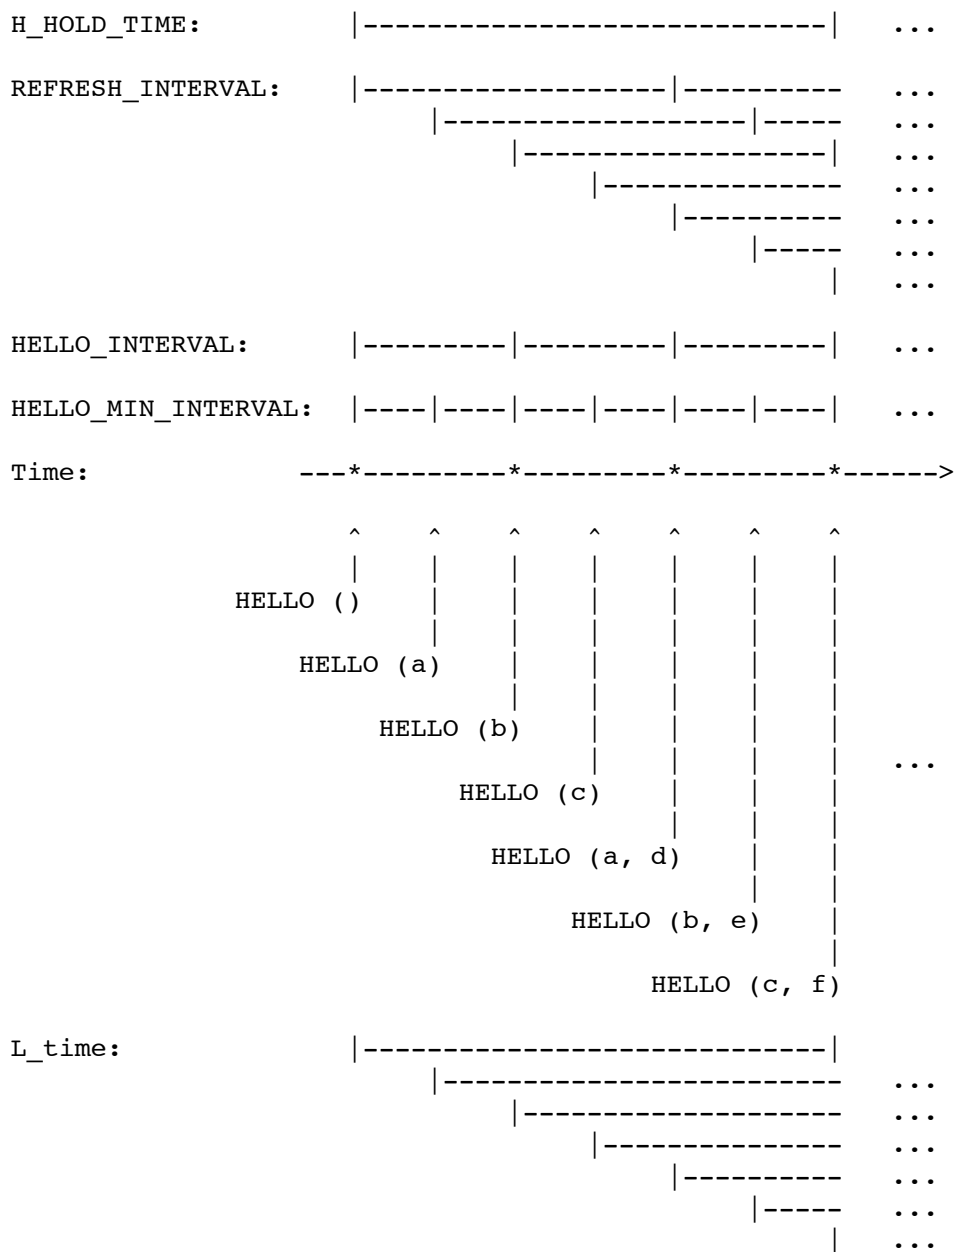 H_HOLD_TIME:         |-----------------------------|   ...
REFRESH_INTERVAL:    |-------------------|----------   ...
                          |-------------------|-----   ...
                               |-------------------|   ...
                                    |---------------   ...
                                         |----------   ...
                                              |-----   ...
                                                   |   ...
HELLO_INTERVAL:      |---------|---------|---------|   ...
HELLO_MIN_INTERVAL:  |----|----|----|----|----|----|   ...
Time:             ---*---------*---------*---------*------>
                     ^    ^    ^    ^    ^    ^    ^
                     |    |    |    |    |    |    |
              HELLO ()    |    |    |    |    |    |
                          |    |    |    |    |    |
                  HELLO (a)    |    |    |    |    |
                               |    |    |    |    |
                       HELLO (b)    |    |    |    |
                                    |    |    |    |   ...
                            HELLO (c)    |    |    |
                                         |    |    |
                              HELLO (a, d)    |    |
                                              |    |
                                   HELLO (b, e)    |
                                                   |
                                        HELLO (c, f)
L_time:              |-----------------------------|
                          |-------------------------   ...
                               |--------------------   ...
                                    |---------------   ...
                                         |----------   ...
                                              |-----   ...
                                                   |   ...